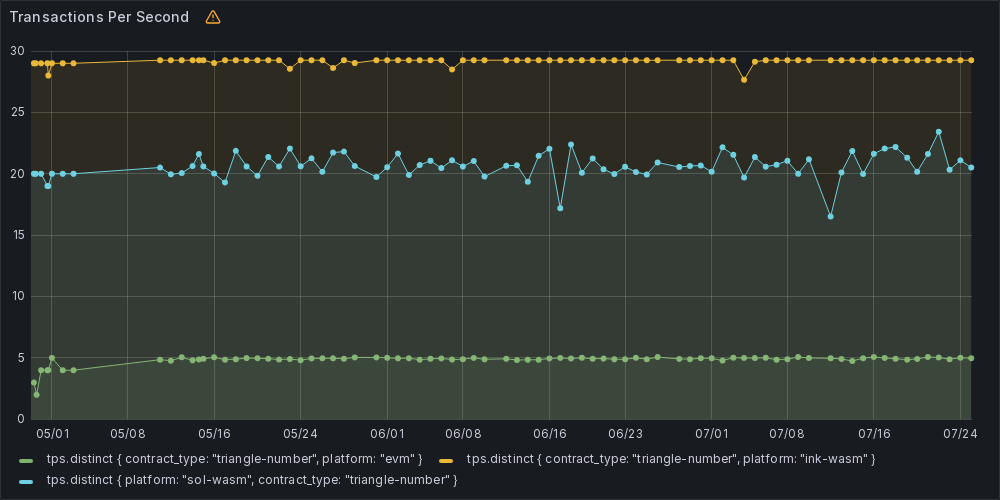 Transactions Per Second
30
25
20
15
10
5
0
05/01 05/08 05/16 05/24 06/01 06/08 06/16 06/23 07/01 07/08 07/16 07/24
tps.distinct { contract_type: "triangle-number", platform: "evm" } tps.distinct { contract_type: "triangle-number", platform: "ink-wasm" }
tps.distinct { platform: "sol-wasm", contract_type: "triangle-number" }